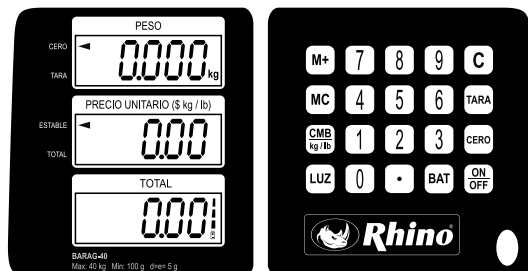 PESO
CERO
0.000 kg
TARA
PRECIO UNITARIO ($ kg / lb)
ESTABLE
0.00
TOTAL
TOTAL
0.00
BARAG-40
Max: 40 kg Min: 100 g d=e= 5 g
M+ 7 8 9 C
MC 4 5 6 TARA
CMB kg / lb 1 2 3 CERO
LUZ 0 • BAT ON OFF
Rhino